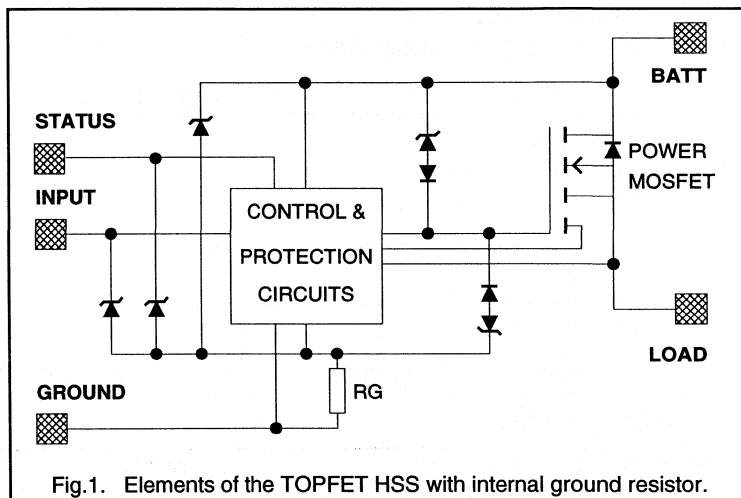 BATT
STATUS
POWER
MOSFET
INPUT
CONTROL &
PROTECTION
CIRCUITS
LOAD
GROUND
RG
Fig.1. Elements of the TOPFET HSS with internal ground resistor.